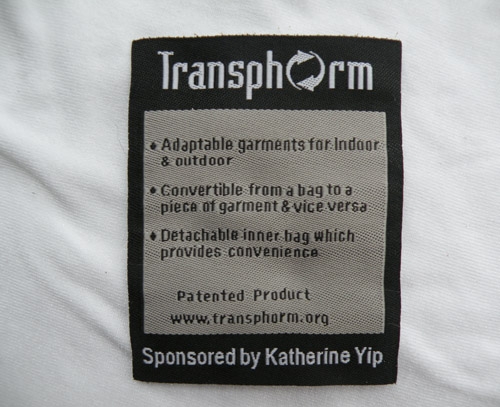 Transphorm
• Adaptable garments for Indoor
& outdoor
• Convertible from a bag to a
piece of garment & vice versa
• Detachable inner bag which
provides convenience
Patented Product
www.transphorm.org
Sponsored by Katherine Yip